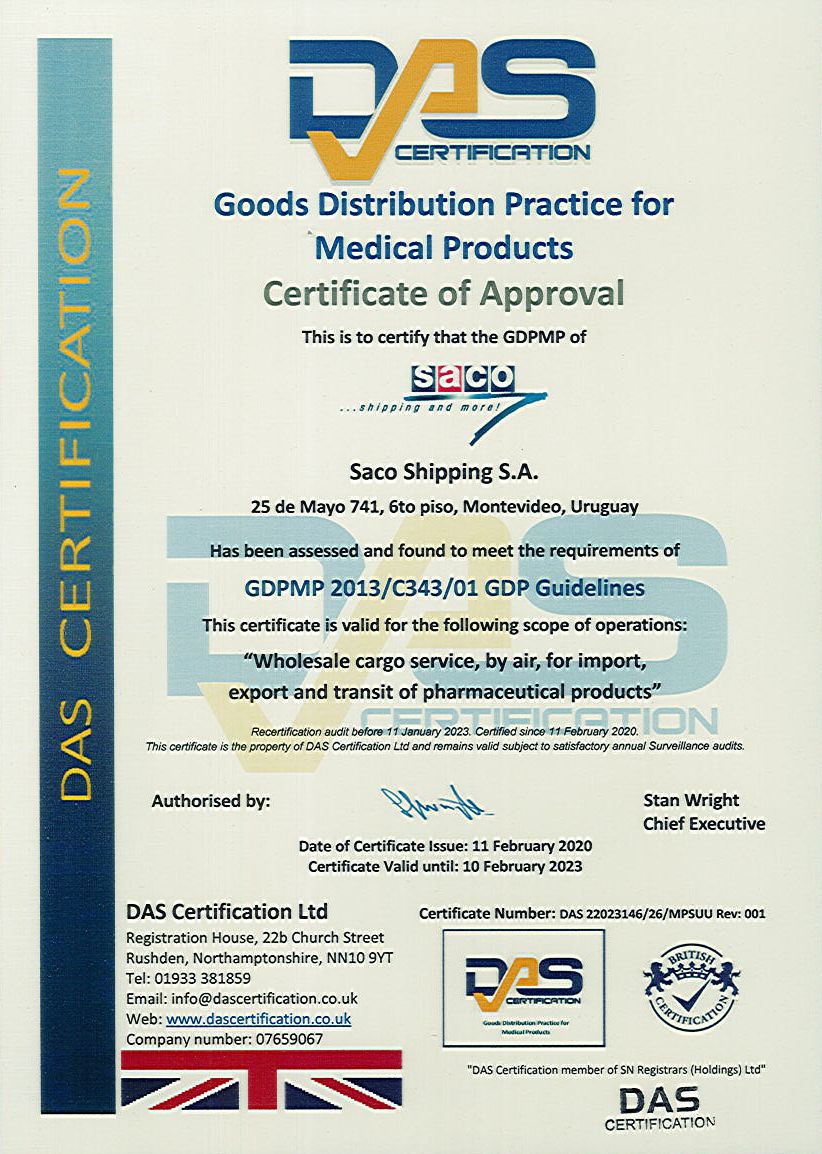 DAS CERTIFICATION
DAS
CERTIFICATION
Goods Distribution Practice for
Medical Products
Certificate of Approval
This is to certify that the GDPMP of
saco
...shipping and more!
Saco Shipping S.A.
25 de Mayo 741, 6to piso, Montevideo, Uruguay
Has been assessed and found to meet the requirements of
GDPMP 2013/C343/01 GDP Guidelines
This certificate is valid for the following scope of operations:
“Wholesale cargo service, by air, for import,
export and transit of pharmaceutical products”
DAS
CERTIFICATION
Recertification audit before 11 January 2023. Certified since 11 February 2020.
This certificate is the property of DAS Certification Ltd and remains valid subject to satisfactory annual Surveillance audits.
Authorised by:
Stan Wright
Chief Executive
Date of Certificate Issue: 11 February 2020
Certificate Valid until: 10 February 2023
DAS Certification Ltd
Registration House, 22b Church Street
Rushden, Northamptonshire, NN10 9YT
Tel: 01933 381859
Email: info@dascertification.co.uk
Web: www.dascertification.co.uk
Company number: 07659067
Certificate Number: DAS 22023146/26/MPSUU Rev: 001
DAS
CERTIFICATION
Goods Distribution Practice for
Medical Products
BRITISH
CERTIFICATION
"DAS Certification member of SN Registrars (Holdings) Ltd"
DAS
CERTIFICATION